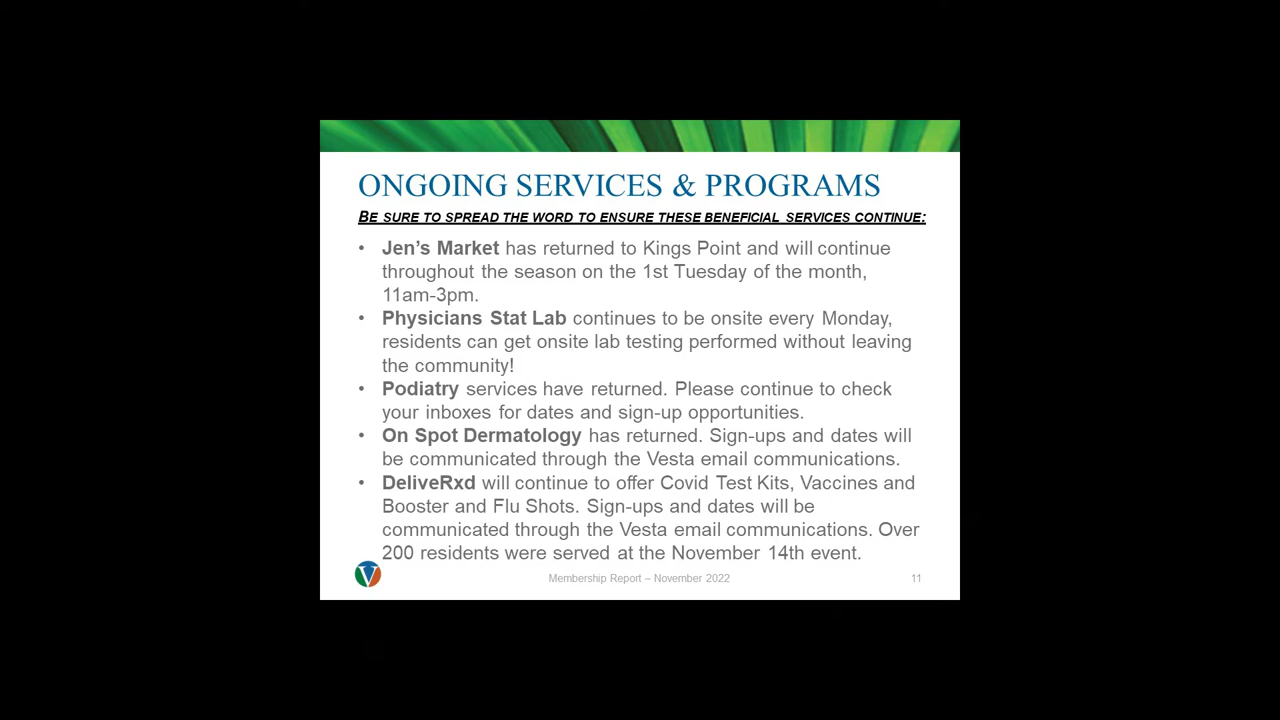 ONGOING SERVICES & PROGRAMS
BE SURE TO SPREAD THE WORD TO ENSURE THESE BENEFICIAL SERVICES CONTINUE:
• Jen's Market has returned to Kings Point and will continue
throughout the season on the 1st Tuesday of the month,
11am-3pm.
• Physicians Stat Lab continues to be onsite every Monday,
residents can get onsite lab testing performed without leaving
the community!
• Podiatry services have returned. Please continue to check
your inboxes for dates and sign-up opportunities.
• On Spot Dermatology has returned. Sign-ups and dates will
be communicated through the Vesta email communications.
• DeliveRxd will continue to offer Covid Test Kits, Vaccines and
Booster and Flu Shots. Sign-ups and dates will be
communicated through the Vesta email communications. Over
200 residents were served at the November 14th event.
V
Membership Report – November 2022
11